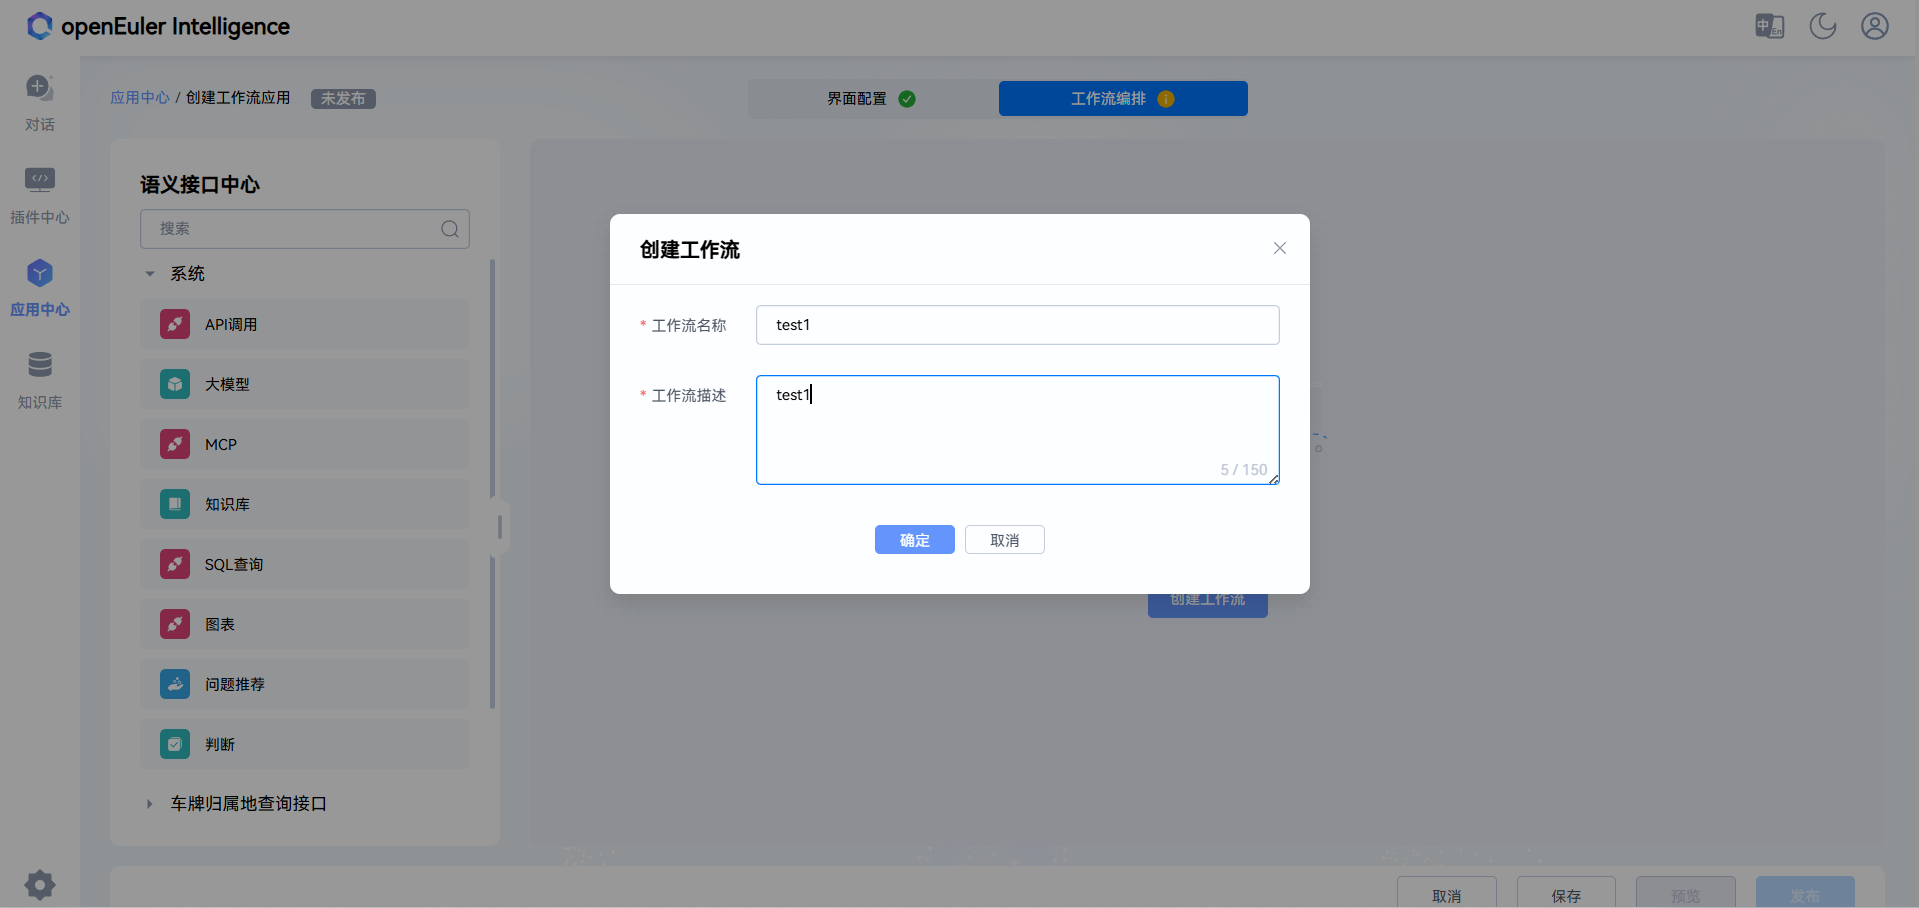 openEuler Intelligence
对话
插件中心
应用中心
知识库
应用中心 / 创建工作流应用 未发布
界面配置
工作流编排
语义接口中心
搜索
系统
API调用
大模型
MCP
知识库
SQL查询
图表
问题推荐
判断
车牌归属地查询接口
创建工作流
* 工作流名称 test1
* 工作流描述 test1
5 / 150
确定 取消
创建工作流
取消 保存 预览 发布